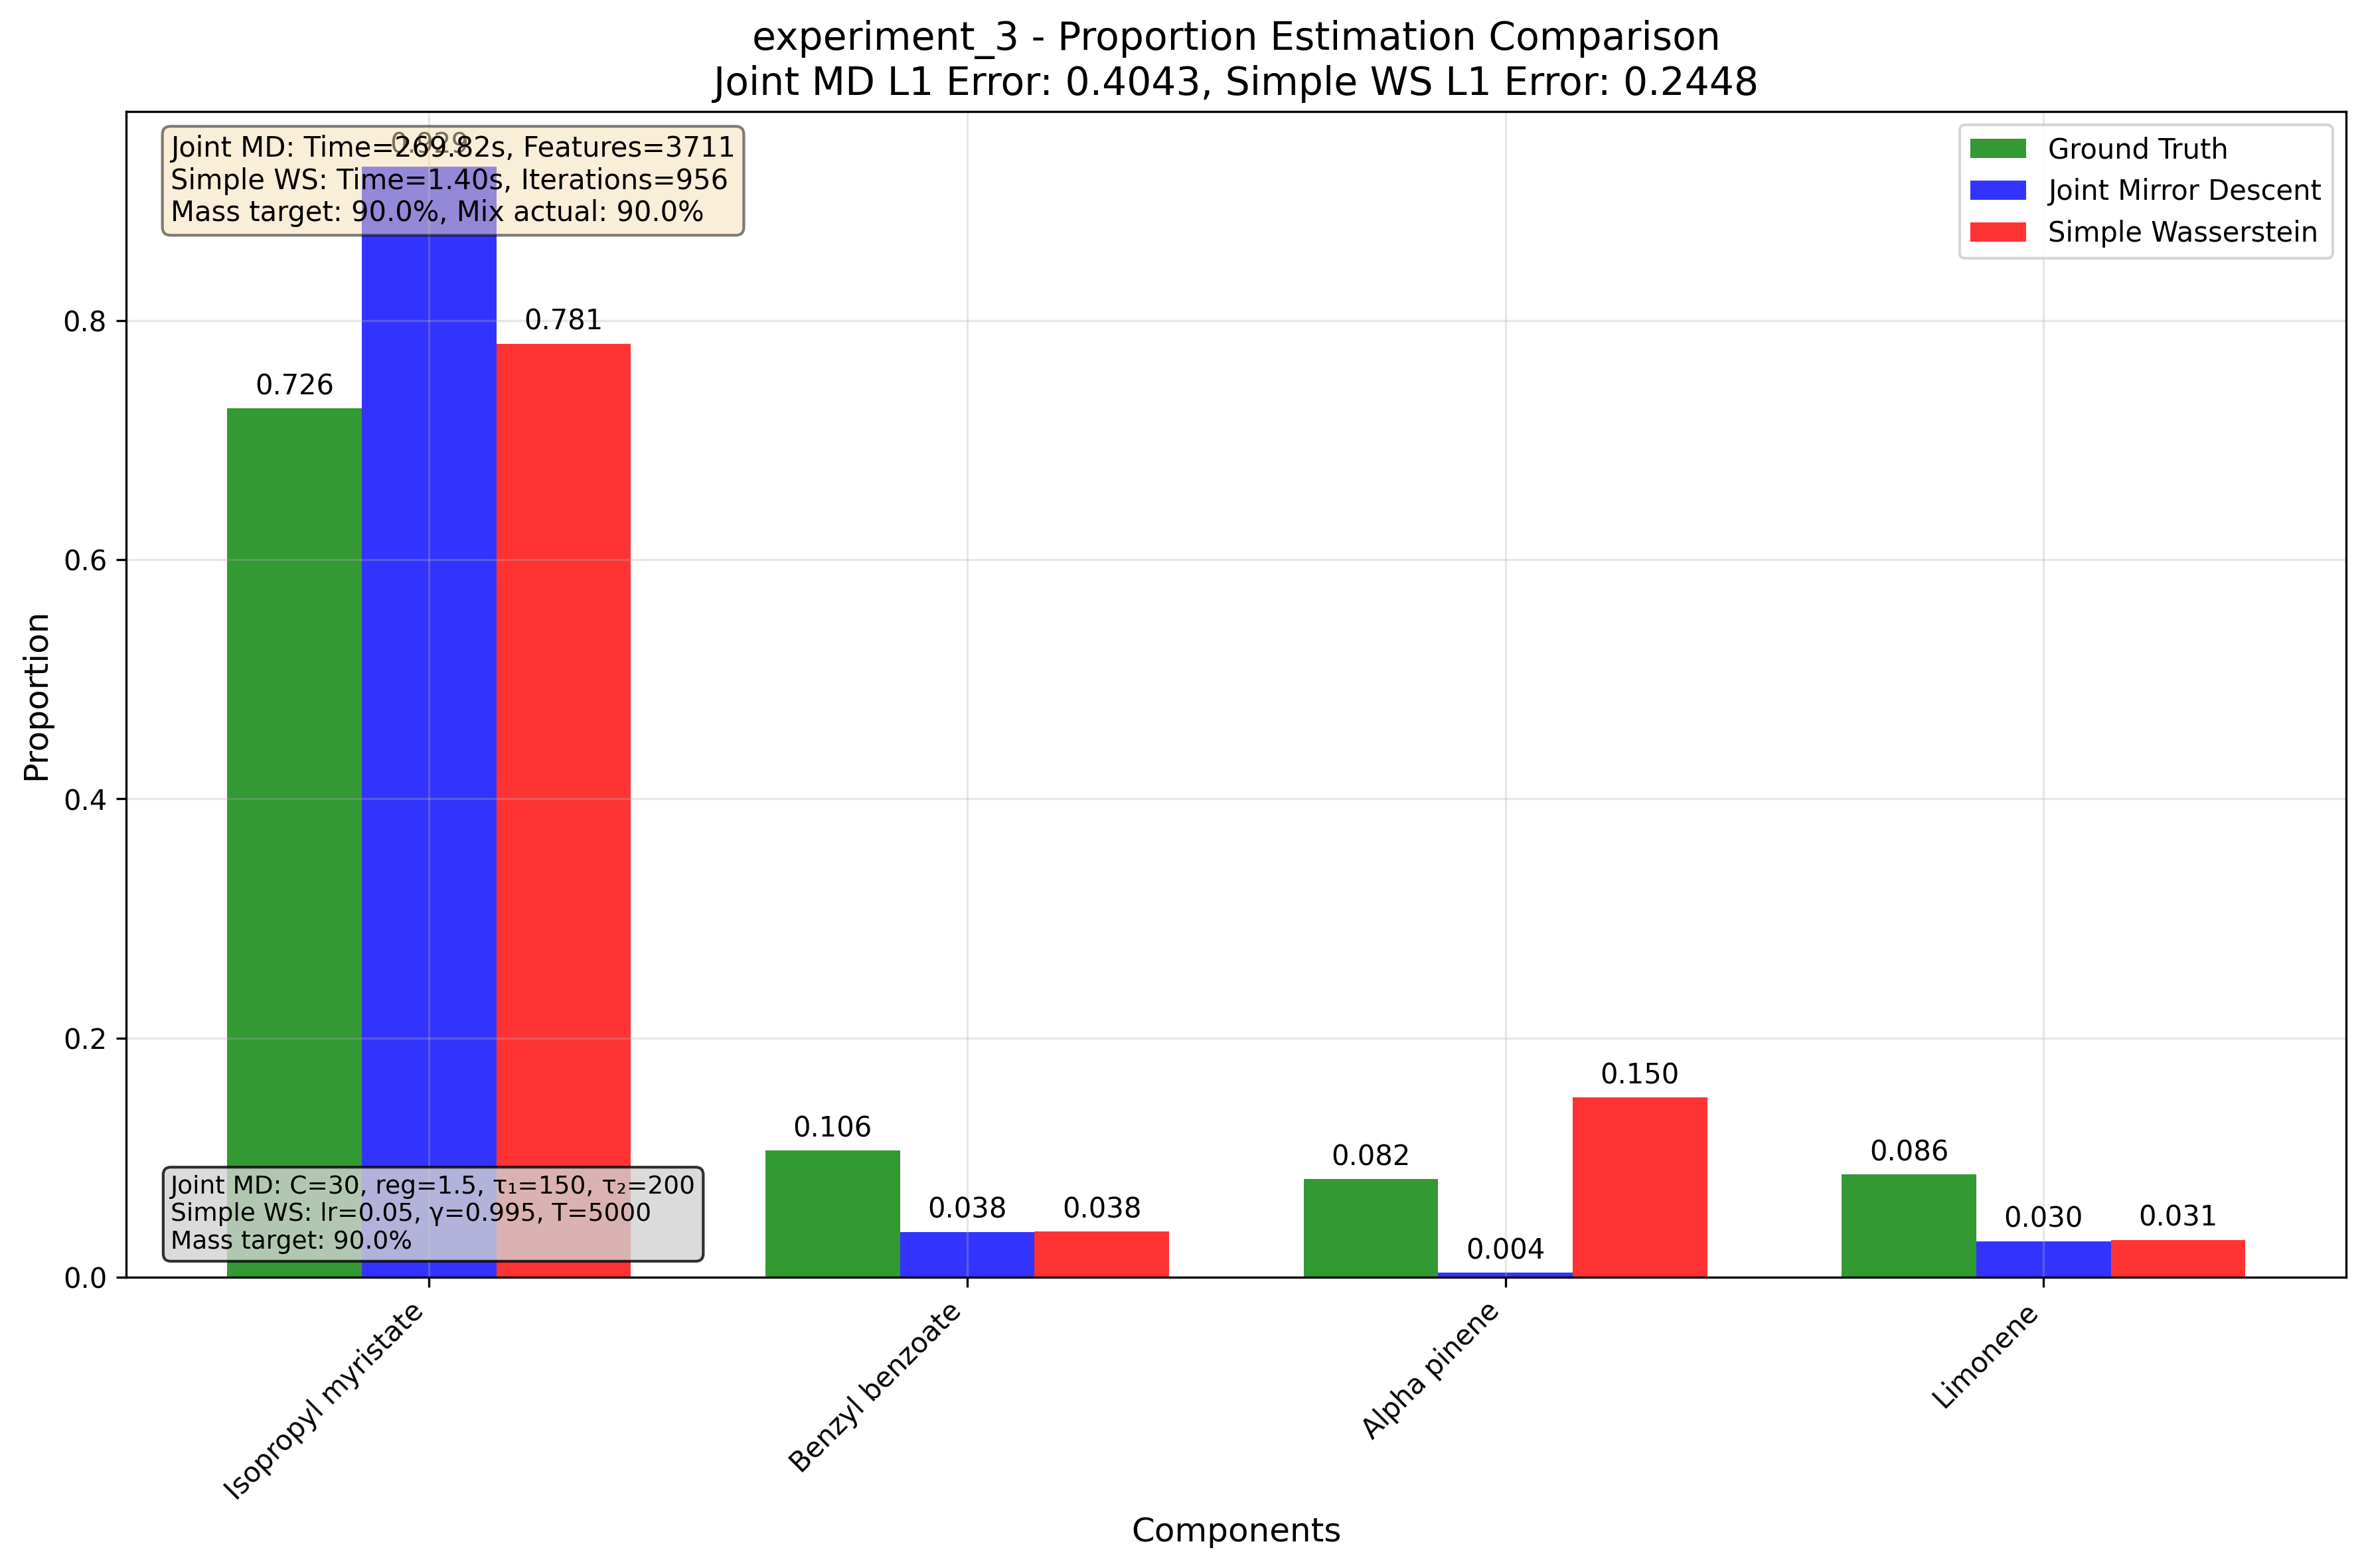 experiment_3 - Proportion Estimation Comparison
Joint MD L1 Error: 0.4043, Simple WS L1 Error: 0.2448
0.929
Joint MD: Time=269.82s, Features=3711
Simple WS: Time=1.40s, Iterations=956
Mass target: 90.0%, Mix actual: 90.0%
Ground Truth
Joint Mirror Descent
Simple Wasserstein
Proportion
0.8
0.6
0.4
0.2
0.0
0.726
0.781
0.106
0.038
0.038
0.082
0.004
0.150
0.086
0.030
0.031
Joint MD: C=30, reg=1.5, τ₁=150, τ₂=200
Simple WS: lr=0.05, γ=0.995, T=5000
Mass target: 90.0%
Isopropyl myristate
Benzyl benzoate
Alpha pinene
Limonene
Components